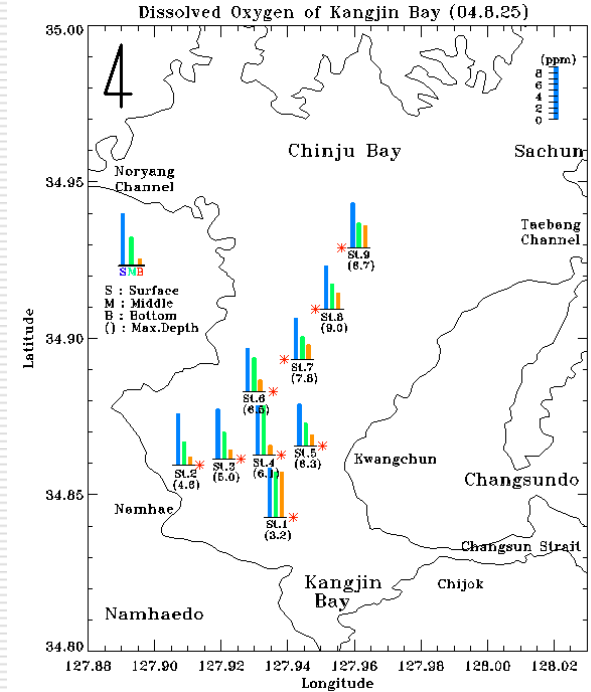 Dissolved Oxygen of Kangjin Bay (04.8.25)
35.00
(ppm)
8
6
4
2
0
Chinju Bay
Sachun
Noryang
Channel
34.95
Taebang
Channel
St.9
(6.7)
SMB
S : Surface
M : Middle
B : Bottom
() : Max.Depth
St.8
(9.0)
34.90
St.7
(7.8)
St.6
(6.5)
St.5
(6.3)
St.4
(6.1)
St.3
(5.0)
St.2
(4.6)
Kwangchun
Changsundo
34.85
Namhae
St.1
(3.2)
Changsun Strait
Kangjin
Bay
Chijok
Namhaedo
34.80
127.88 127.90 127.92 127.94 127.96 127.98 128.00 128.02
Longitude
Latitude